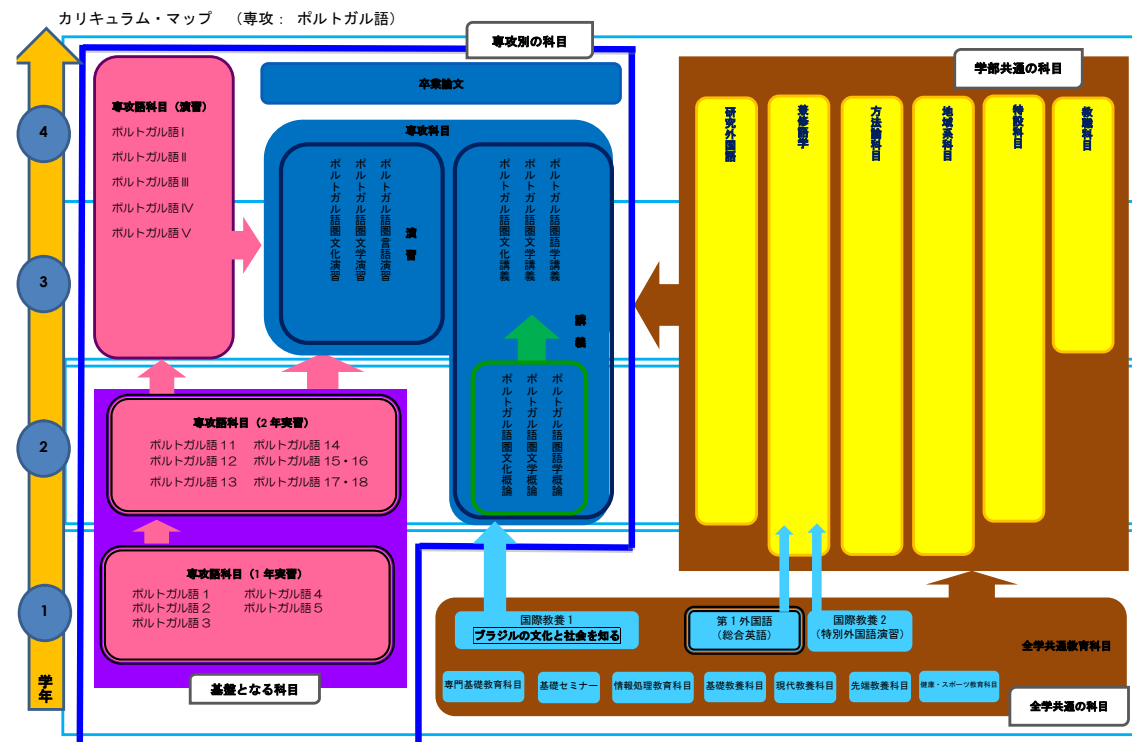 カリキュラム・マップ　（専攻：　ポルトガル語）
専攻別の科目
学部共通の科目
卒業論文
専攻語科目（演習）
ポルトガル語Ⅰ
ポルトガル語Ⅱ
ポルトガル語Ⅲ
ポルトガル語Ⅳ
ポルトガル語Ⅴ
専攻科目
演習
ポルトガル語圏言語演習
ポルトガル語圏文学演習
ポルトガル語圏文化演習
講義
ポルトガル語圏語学講義
ポルトガル語圏文学講義
ポルトガル語圏文化講義
ポルトガル語圏語学概論
ポルトガル語圏文学概論
ポルトガル語圏文化概論
研究外国語
兼修語学
方法論科目
地域系科目
特設科目
教職科目
4
3
2
1
学年
専攻語科目（2年実習）
ポルトガル語11　ポルトガル語14
ポルトガル語12　ポルトガル語15・16
ポルトガル語13　ポルトガル語17・18
専攻語科目（1年実習）
ポルトガル語1　ポルトガル語4
ポルトガル語2　ポルトガル語5
ポルトガル語3
基盤となる科目
国際教養1
ブラジルの文化と社会を知る
第1外国語
（総合英語）
国際教養2
（特別外国語演習）
全学共通教育科目
専門基礎教育科目
基礎セミナー
情報処理教育科目
基礎教養科目
現代教養科目
先端教養科目
健康・スポーツ教育科目
全学共通の科目